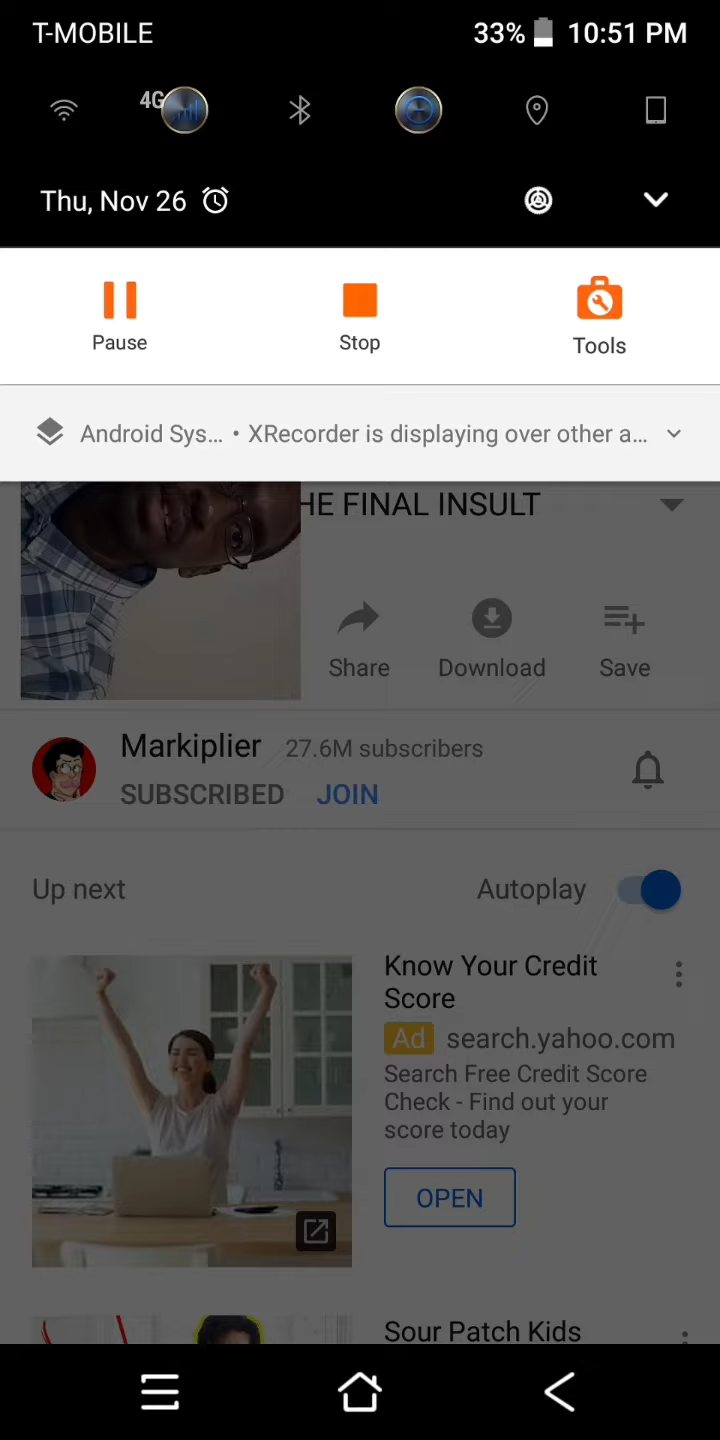 T-MOBILE 33% 10:51 PM
4G
Thu, Nov 26
Pause Stop Tools
Android Sys... • XRecorder is displaying over other a...
HE FINAL INSULT
Share Download Save
Markiplier 27.6M subscribers
SUBSCRIBED JOIN
Up next Autoplay
Know Your Credit
Score
Ad search.yahoo.com
Search Free Credit Score
Check - Find out your
score today
OPEN
Sour Patch Kids